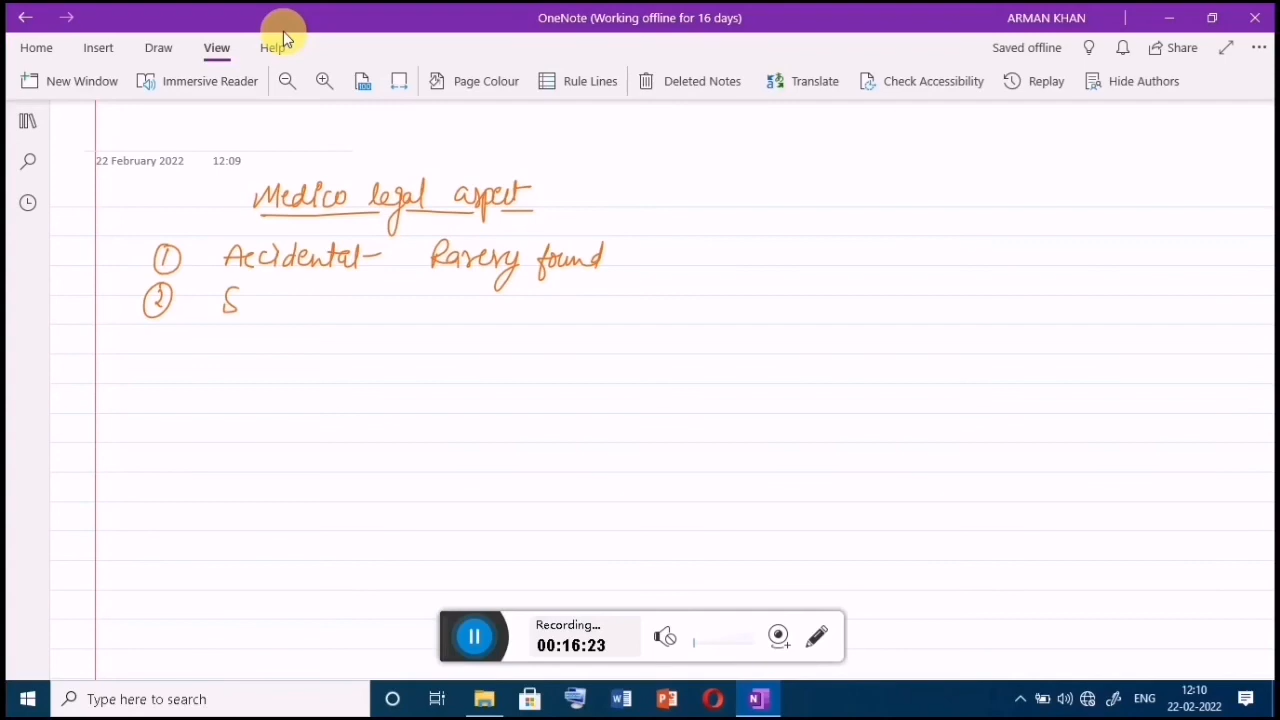 OneNote (Working offline for 16 days)
ARMAN KHAN
Home Insert Draw View Help
Saved offline Share
New Window Immersive Reader Page Colour Rule Lines Deleted Notes Translate Check Accessibility Replay Hide Authors
22 February 2022 12:09
Medico legal aspect
1 Accidental- Rarery found
2 S
Recording...
00:16:23
Type here to search
ENG
12:10
22-02-2022